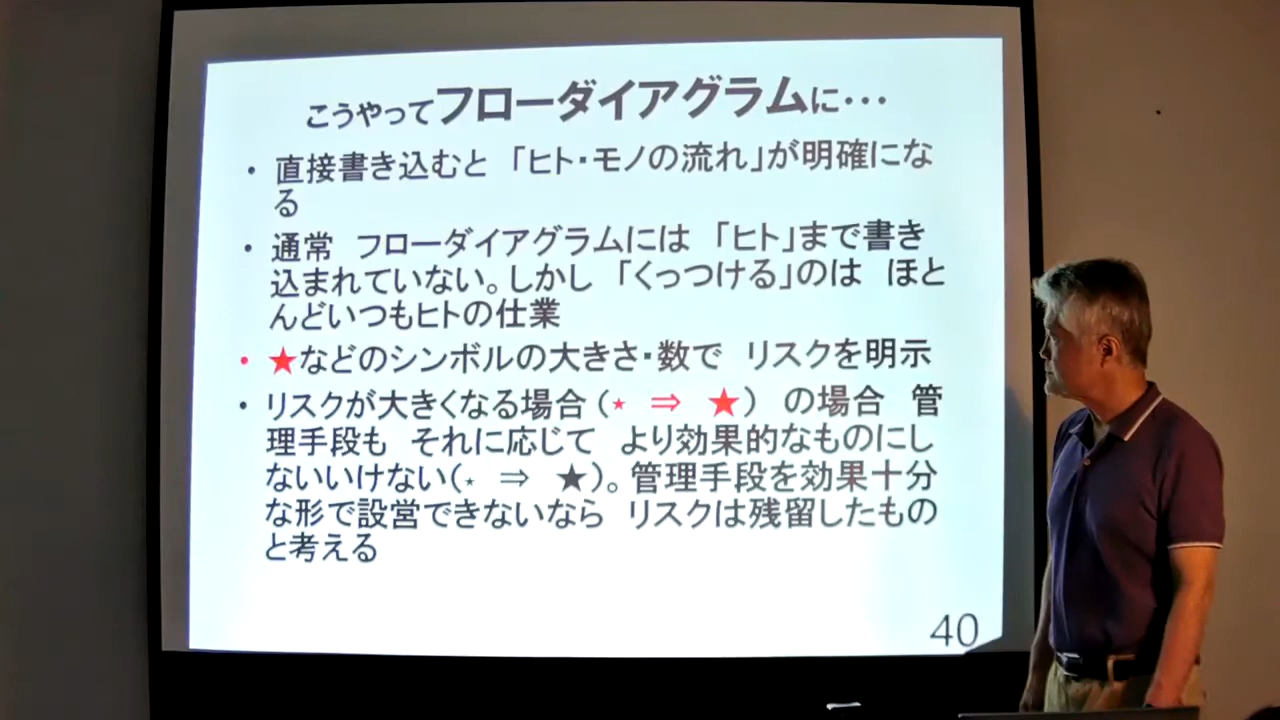 こうやってフローダイアグラムに・・・
• 直接書き込むと　「ヒト・モノの流れ」が明確にな
る
• 通常　フローダイアグラムには　「ヒト」まで書き
込まれていない。しかし　「くっつける」のは　ほと
んどいつもヒトの仕業
• ★などのシンボルの大きさ・数で　リスクを明示
• リスクが大きくなる場合（★　⇒　★）　の場合　管
理手段も　それに応じて　より効果的なものにし
ないいけない（★　⇒　★）。管理手段を効果十分
な形で設営できないなら　リスクは残留したもの
と考える
40